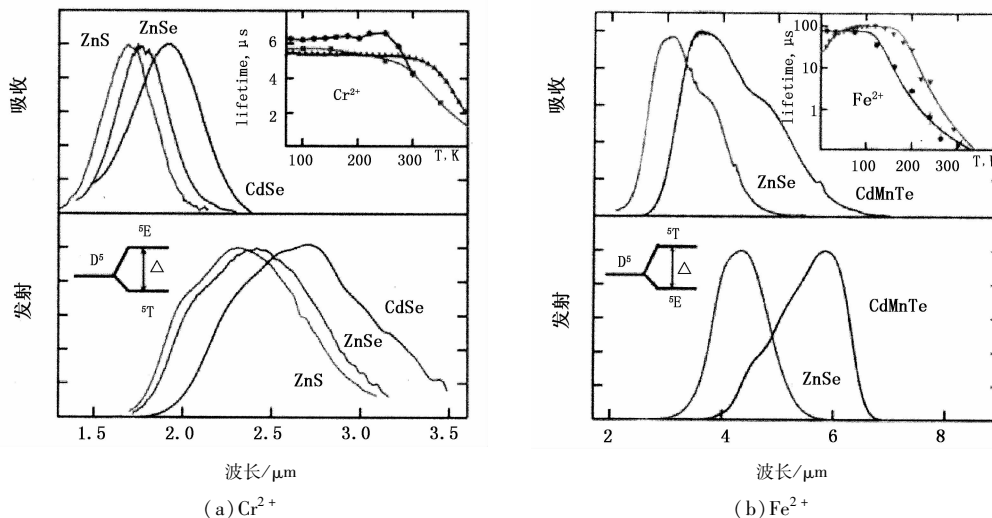 ZnS
ZnSe
CdSe
吸收
lifetime, μs
6
4
2
Cr²⁺
100
200
300
T, K
发射
D⁵
⁵E
△
⁵T
CdSe
ZnSe
ZnS
1.5
2.0
2.5
3.0
3.5
波长/μm
(a) Cr²⁺
吸收
ZnSe
CdMnTe
lifetime, μs
100
10
1
Fe²⁺
100
200
300
T, K
发射
D⁵
⁵T
△
⁵E
CdMnTe
ZnSe
2
4
6
8
波长/μm
(b) Fe²⁺